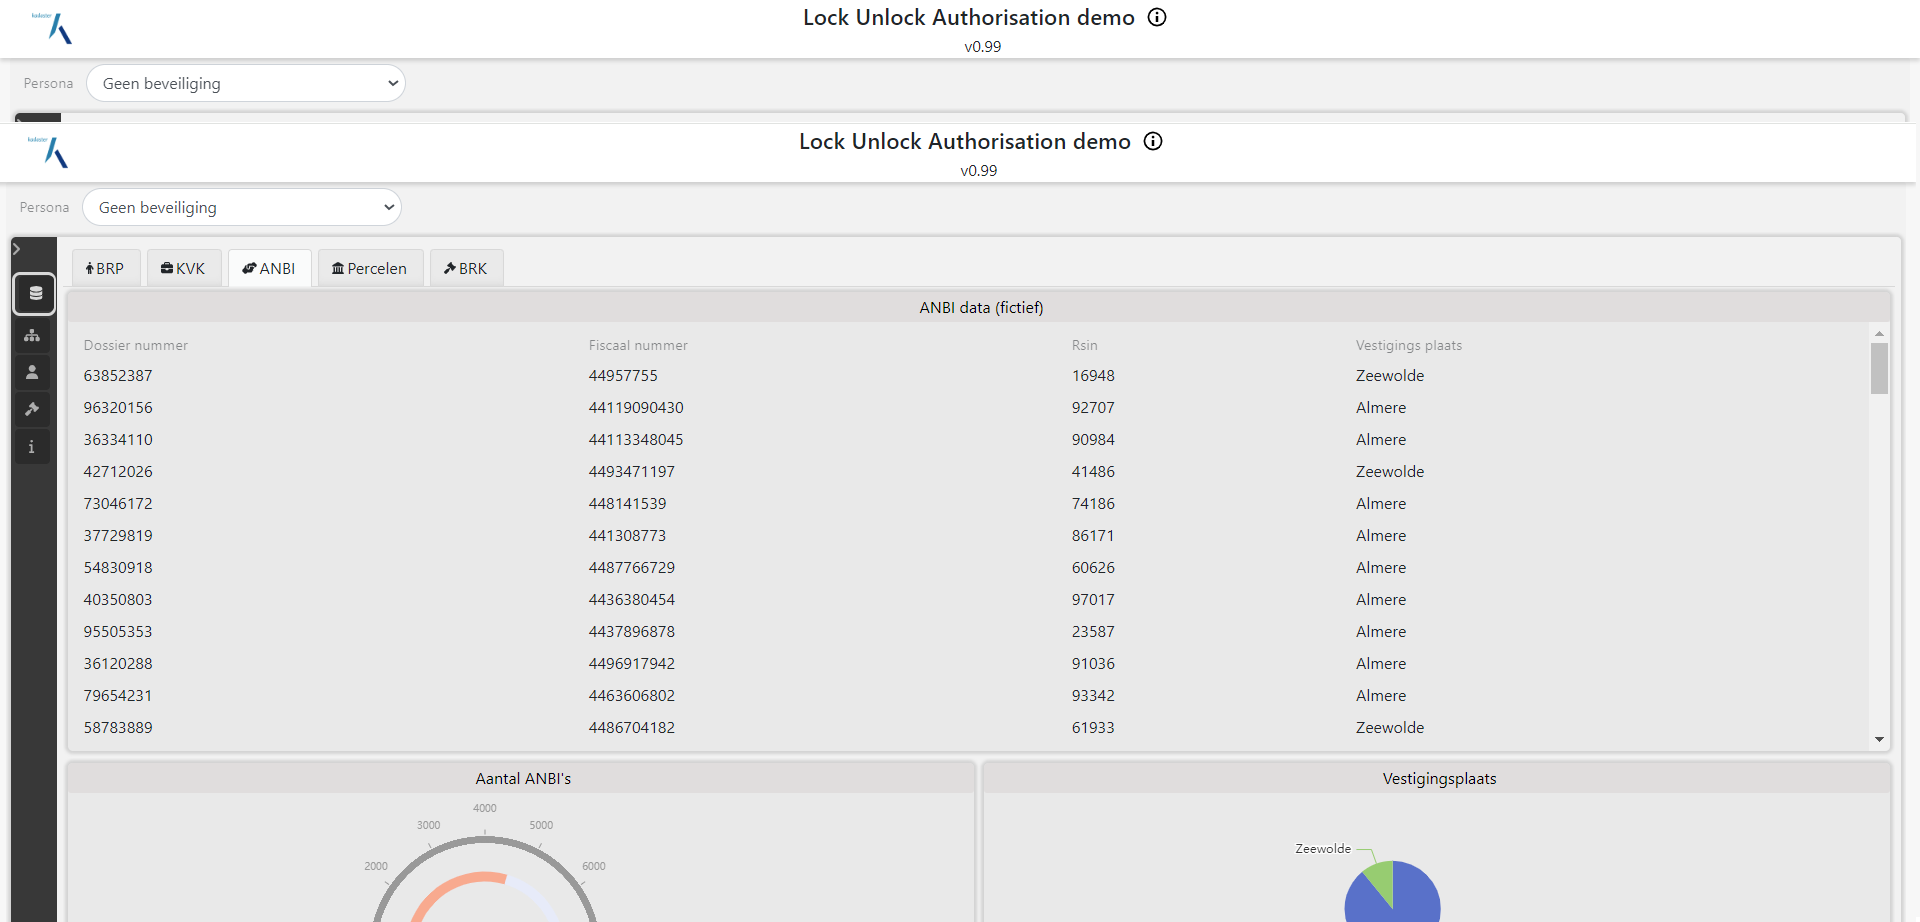 kadaster
Lock Unlock Authorisation demo
v0.99
Persona
Geen beveiliging
kadaster
Lock Unlock Authorisation demo
v0.99
Persona
Geen beveiliging
BRP KVK ANBI Percelen BRK
ANBI data (fictief)
Dossier nummer Fiscaal nummer Rsin Vestigings plaats
63852387 44957755 16948 Zeewolde
96320156 44119090430 92707 Almere
36334110 44113348045 90984 Almere
42712026 4493471197 41486 Zeewolde
73046172 448141539 74186 Almere
37729819 441308773 86171 Almere
54830918 4487766729 60626 Almere
40350803 4436380454 97017 Almere
95505353 4437896878 23587 Almere
36120288 4496917942 91036 Almere
79654231 4463606802 93342 Almere
58783889 4486704182 61933 Zeewolde
Aantal ANBI's
2000 3000 4000 5000 6000
Vestigingsplaats
Zeewolde